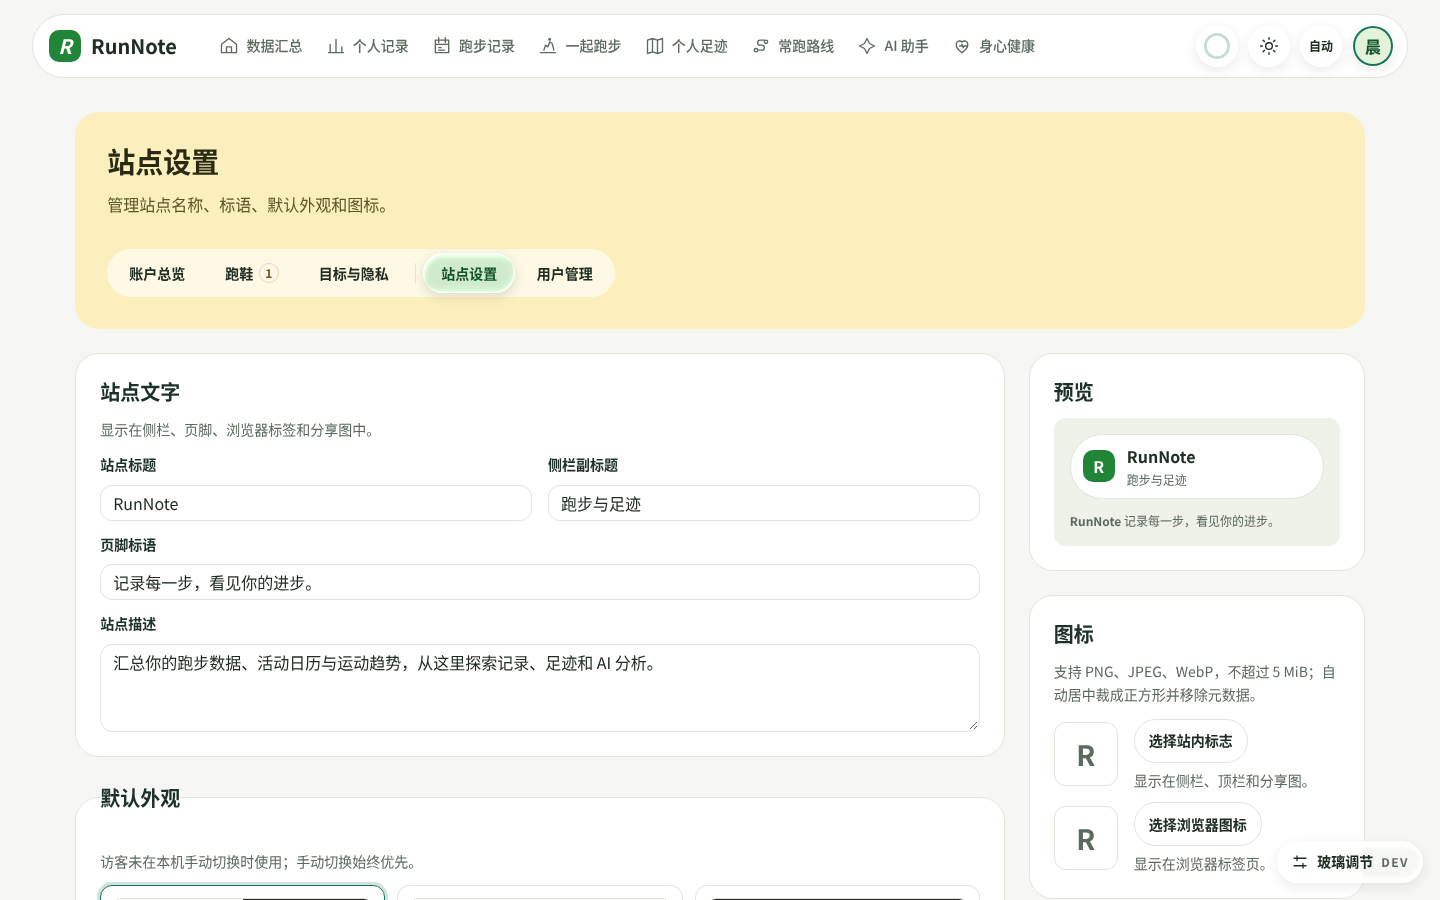 R RunNote 数据汇总 个人记录 跑步记录 一起跑步 个人足迹 常跑路线 AI 助手 身心健康 自动 晨
站点设置
管理站点名称、标语、默认外观和图标。
账户总览 跑鞋 1 目标与隐私 站点设置 用户管理
站点文字
显示在侧栏、页脚、浏览器标签和分享图中。
站点标题 侧栏副标题
RunNote 跑步与足迹
页脚标语
记录每一步，看见你的进步。
站点描述
汇总你的跑步数据、活动日历与运动趋势，从这里探索记录、足迹和 AI 分析。
默认外观
访客未在本机手动切换时使用；手动切换始终优先。
预览
R RunNote
跑步与足迹
RunNote 记录每一步，看见你的进步。
图标
支持 PNG、JPEG、WebP，不超过 5 MiB；自
动居中裁成正方形并移除元数据。
R 选择站内标志
显示在侧栏、顶栏和分享图。
R 选择浏览器图标
显示在浏览器标签页。
玻璃调节 DEV